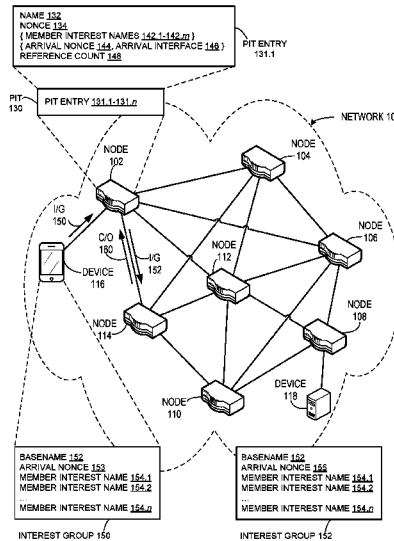 NAME 132
NONCE 134
{ MEMBER INTEREST NAMES 142.1-142.m }
{ ARRIVAL NONCE 144, ARRIVAL INTERFACE 146 }
REFERENCE COUNT 148
PIT ENTRY
131.1
PIT
130
PIT ENTRY 131.1-131.n
NETWORK 10
NODE
102
NODE
104
I/G
150
C/O
160
I/G
152
NODE
106
NODE
112
DEVICE
116
NODE
114
NODE
108
NODE
110
DEVICE
118
BASENAME 152
ARRIVAL NONCE 153
MEMBER INTEREST NAME 154.1
MEMBER INTEREST NAME 154.2
...
MEMBER INTEREST NAME 154.n
INTEREST GROUP 150
BASENAME 152
ARRIVAL NONCE 155
MEMBER INTEREST NAME 154.1
MEMBER INTEREST NAME 154.2
...
MEMBER INTEREST NAME 154.n
INTEREST GROUP 152